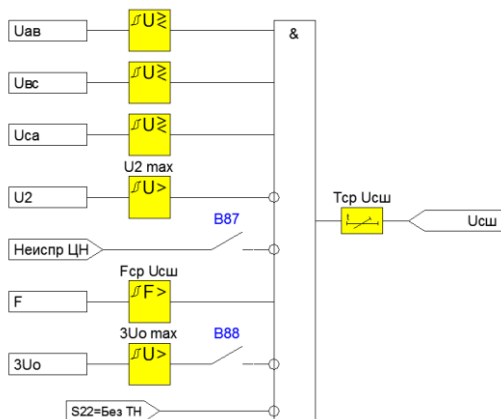 Uав
U≷
&
Uвс
U≷
Uса
U≷
U2 max
U2
U>
Тср Uсш
t
Uсш
B87
Неиспр ЦН
Fср Uсш
F
F>
3Uo max
B88
3Uo
U>
S22=Без ТН